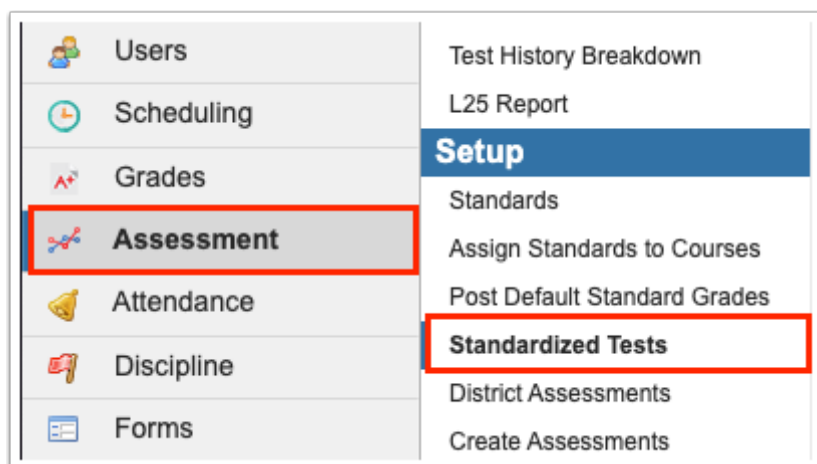 Users
Scheduling
A+ Grades
Assessment
Attendance
Discipline
Forms
Test History Breakdown
L25 Report
Setup
Standards
Assign Standards to Courses
Post Default Standard Grades
Standardized Tests
District Assessments
Create Assessments